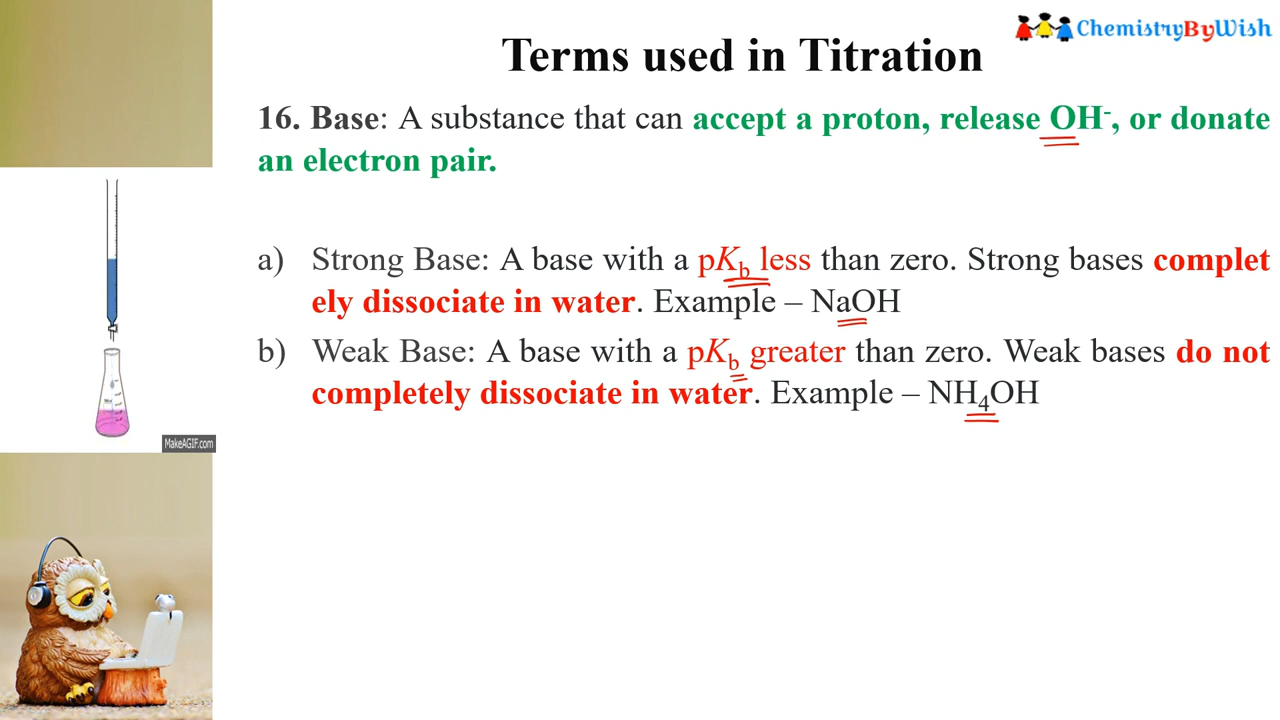 ChemistryByWish
Terms used in Titration
16. Base: A substance that can accept a proton, release OH⁻, or donate
an electron pair.
a) Strong Base: A base with a pK_b less than zero. Strong bases complet
ely dissociate in water. Example – NaOH
b) Weak Base: A base with a pK_b greater than zero. Weak bases do not
completely dissociate in water. Example – NH₄OH
MakeAGIF.com